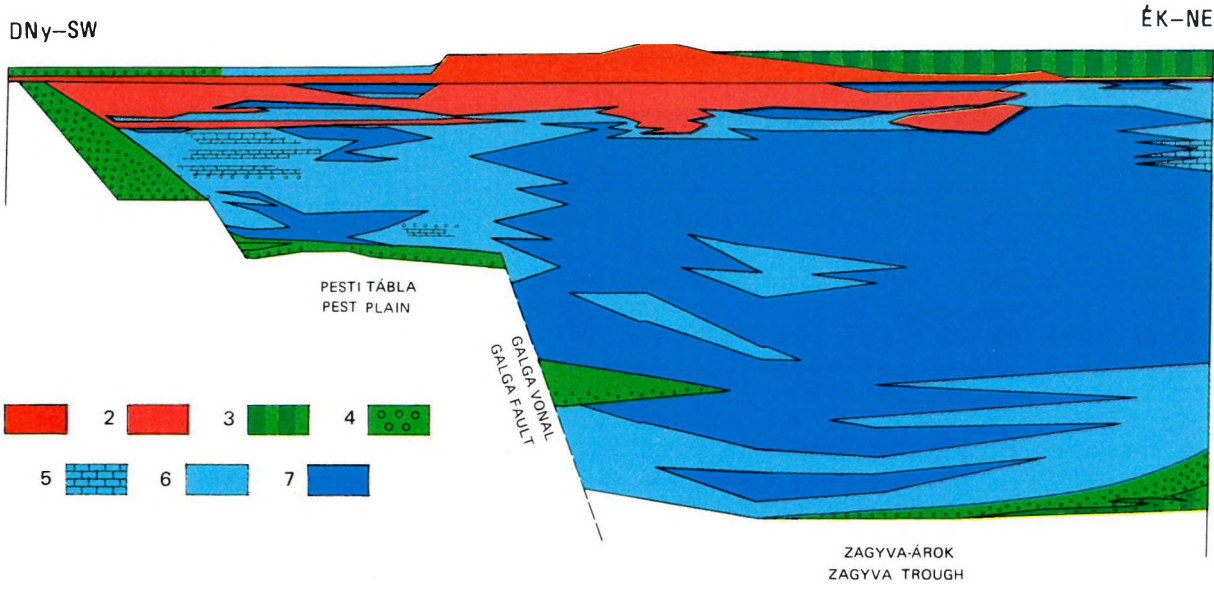 DNy–SW
ÉK–NE
PESTI TÁBLA
PEST PLAIN
GALGA VONAL
GALGA FAULT
2
3
4
5
6
7
ZAGYVA-ÁROK
ZAGYVA TROUGH